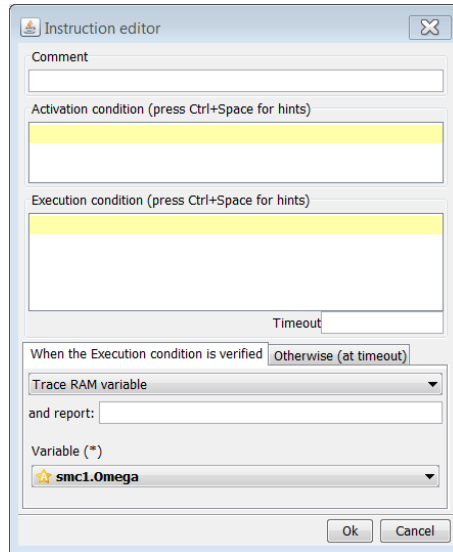 Instruction editor
Comment
Activation condition (press Ctrl+Space for hints)
Execution condition (press Ctrl+Space for hints)
Timeout
When the Execution condition is verified
Otherwise (at timeout)
Trace RAM variable
and report:
Variable (*)
smc1.Omega
Ok
Cancel